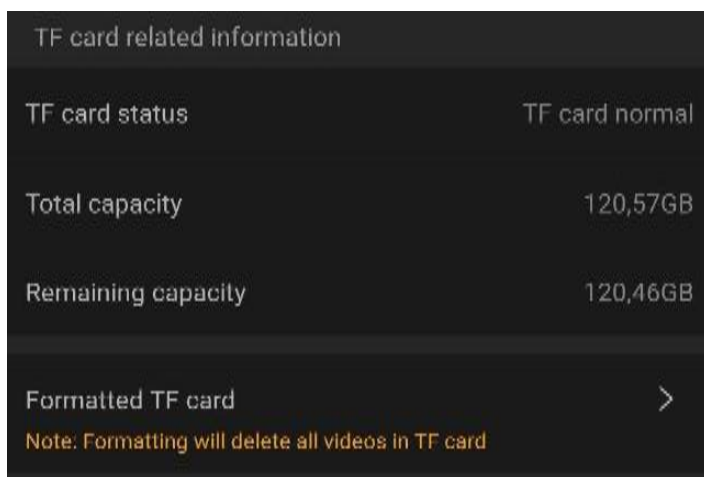 TF card related information
TF card status
TF card normal
Total capacity
120,57GB
Remaining capacity
120,46GB
Formatted TF card
Note: Formatting will delete all videos in TF card